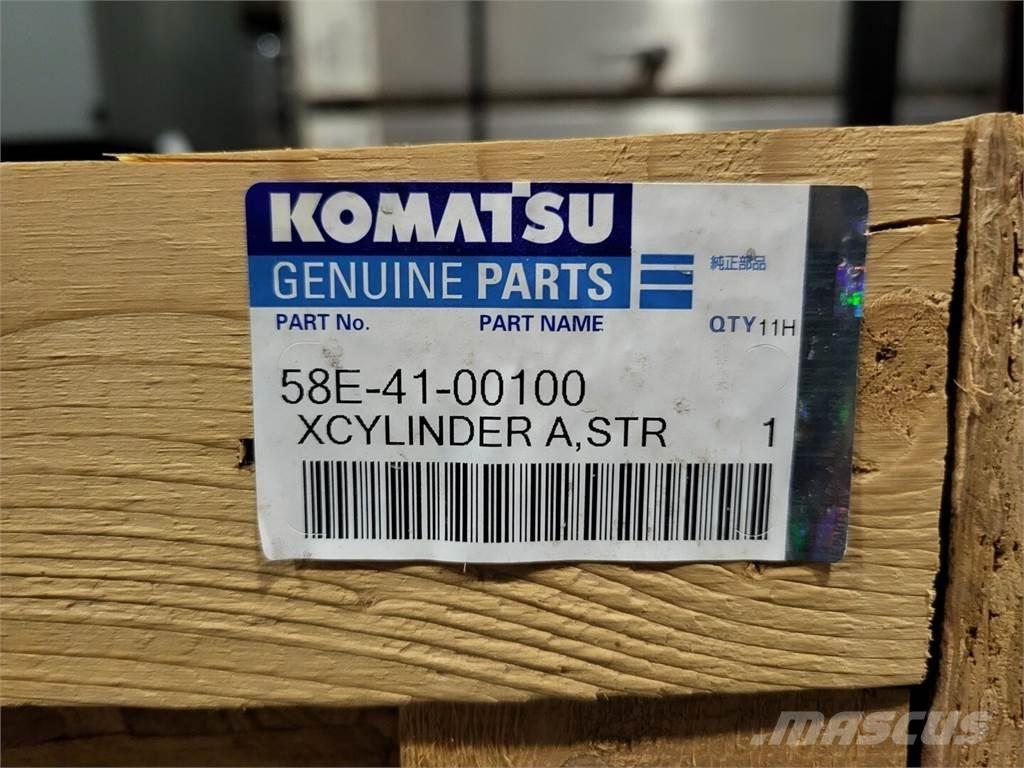 KOMATSU
GENUINE PARTS
純正部品
PART No. PART NAME QTY 11H
58E-41-00100
XCYLINDER A,STR 1
MASCUS